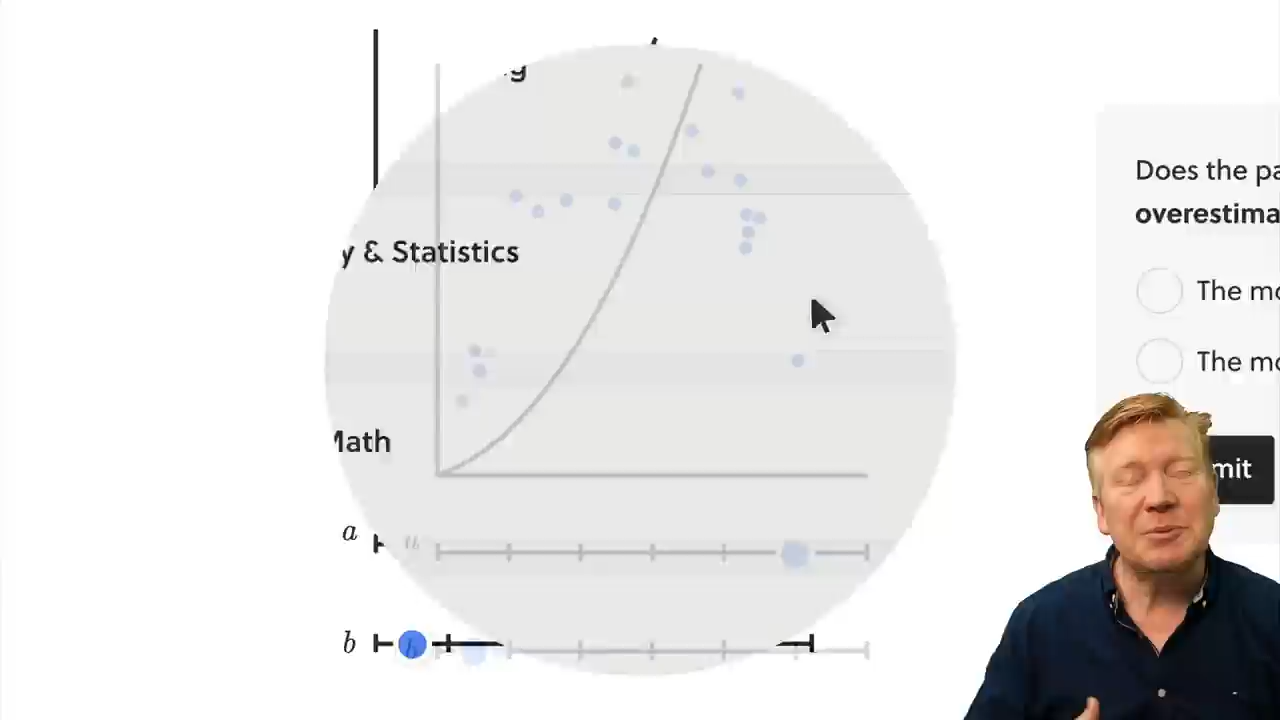 g
y & Statistics
Math
a
b
Does the pa
overestima
The mo
The mo
mit